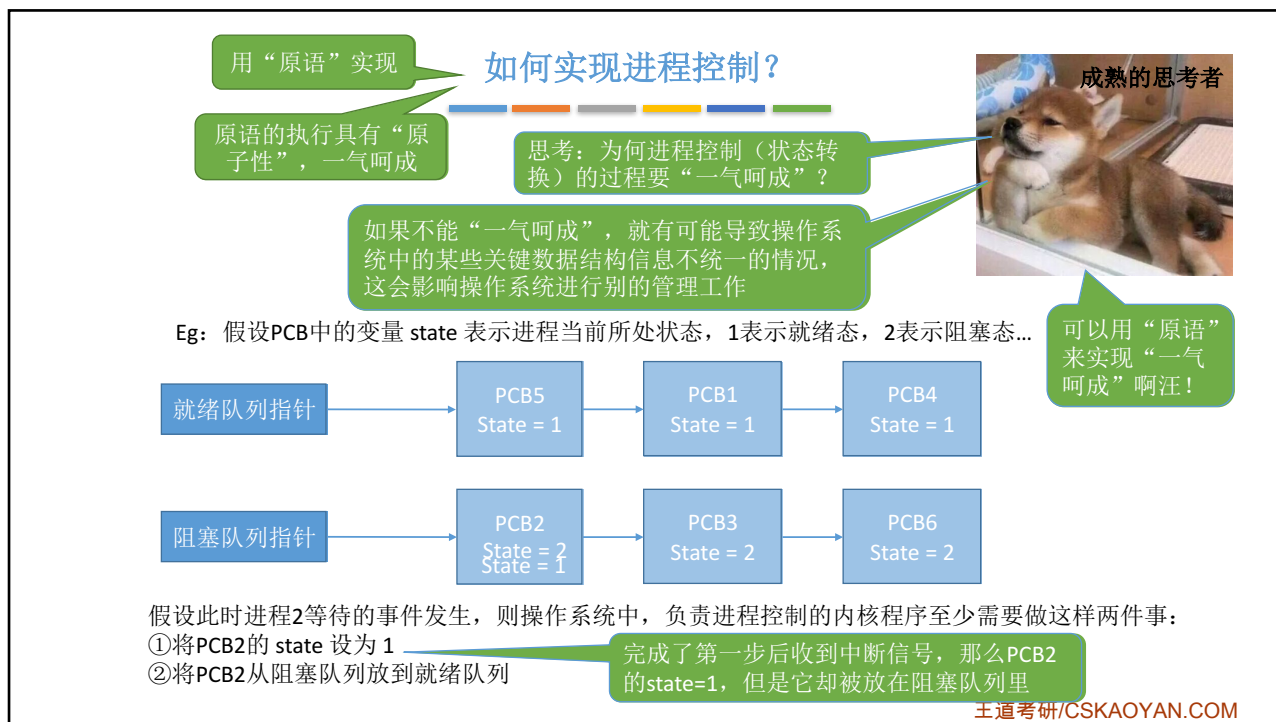 用“原语”实现
如何实现进程控制？
成熟的思考者
原语的执行具有“原
子性”，一气呵成
思考：为何进程控制（状态转
换）的过程要“一气呵成”？
如果不能“一气呵成”，就有可能导致操作系
统中的某些关键数据结构信息不统一的情况，
这会影响操作系统进行别的管理工作
可以用“原语”
来实现“一气
呵成”啊汪！
Eg：假设PCB中的变量 state 表示进程当前所处状态，1表示就绪态，2表示阻塞态…
就绪队列指针
PCB5
State = 1
PCB1
State = 1
PCB4
State = 1
阻塞队列指针
PCB2
State = 2
State = 1
PCB3
State = 2
PCB6
State = 2
假设此时进程2等待的事件发生，则操作系统中，负责进程控制的内核程序至少需要做这样两件事：
①将PCB2的 state 设为 1
②将PCB2从阻塞队列放到就绪队列
完成了第一步后收到中断信号，那么PCB2
的state=1，但是它却被放在阻塞队列里
王道考研/CSKAOYAN.COM